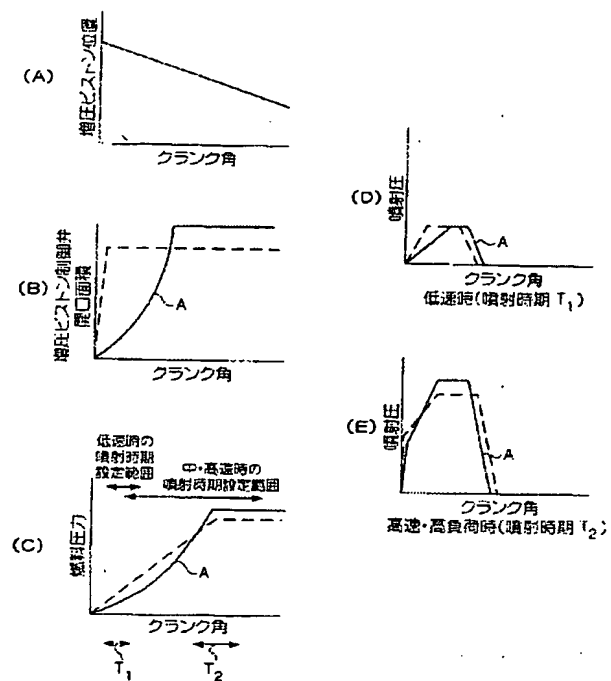 (A)
増圧ピストン位置
クランク角
(B)
増圧ピストン制御弁
開口面積
A
クランク角
(C)
低速時の
噴射時期
設定範囲
中・高速時の
噴射時期設定範囲
燃料圧力
A
クランク角
T₁
T₂
(D)
噴射圧
A
クランク角
低速時(噴射時期 T₁)
(E)
噴射圧
A
クランク角
高速・高負荷時(噴射時期 T₂)